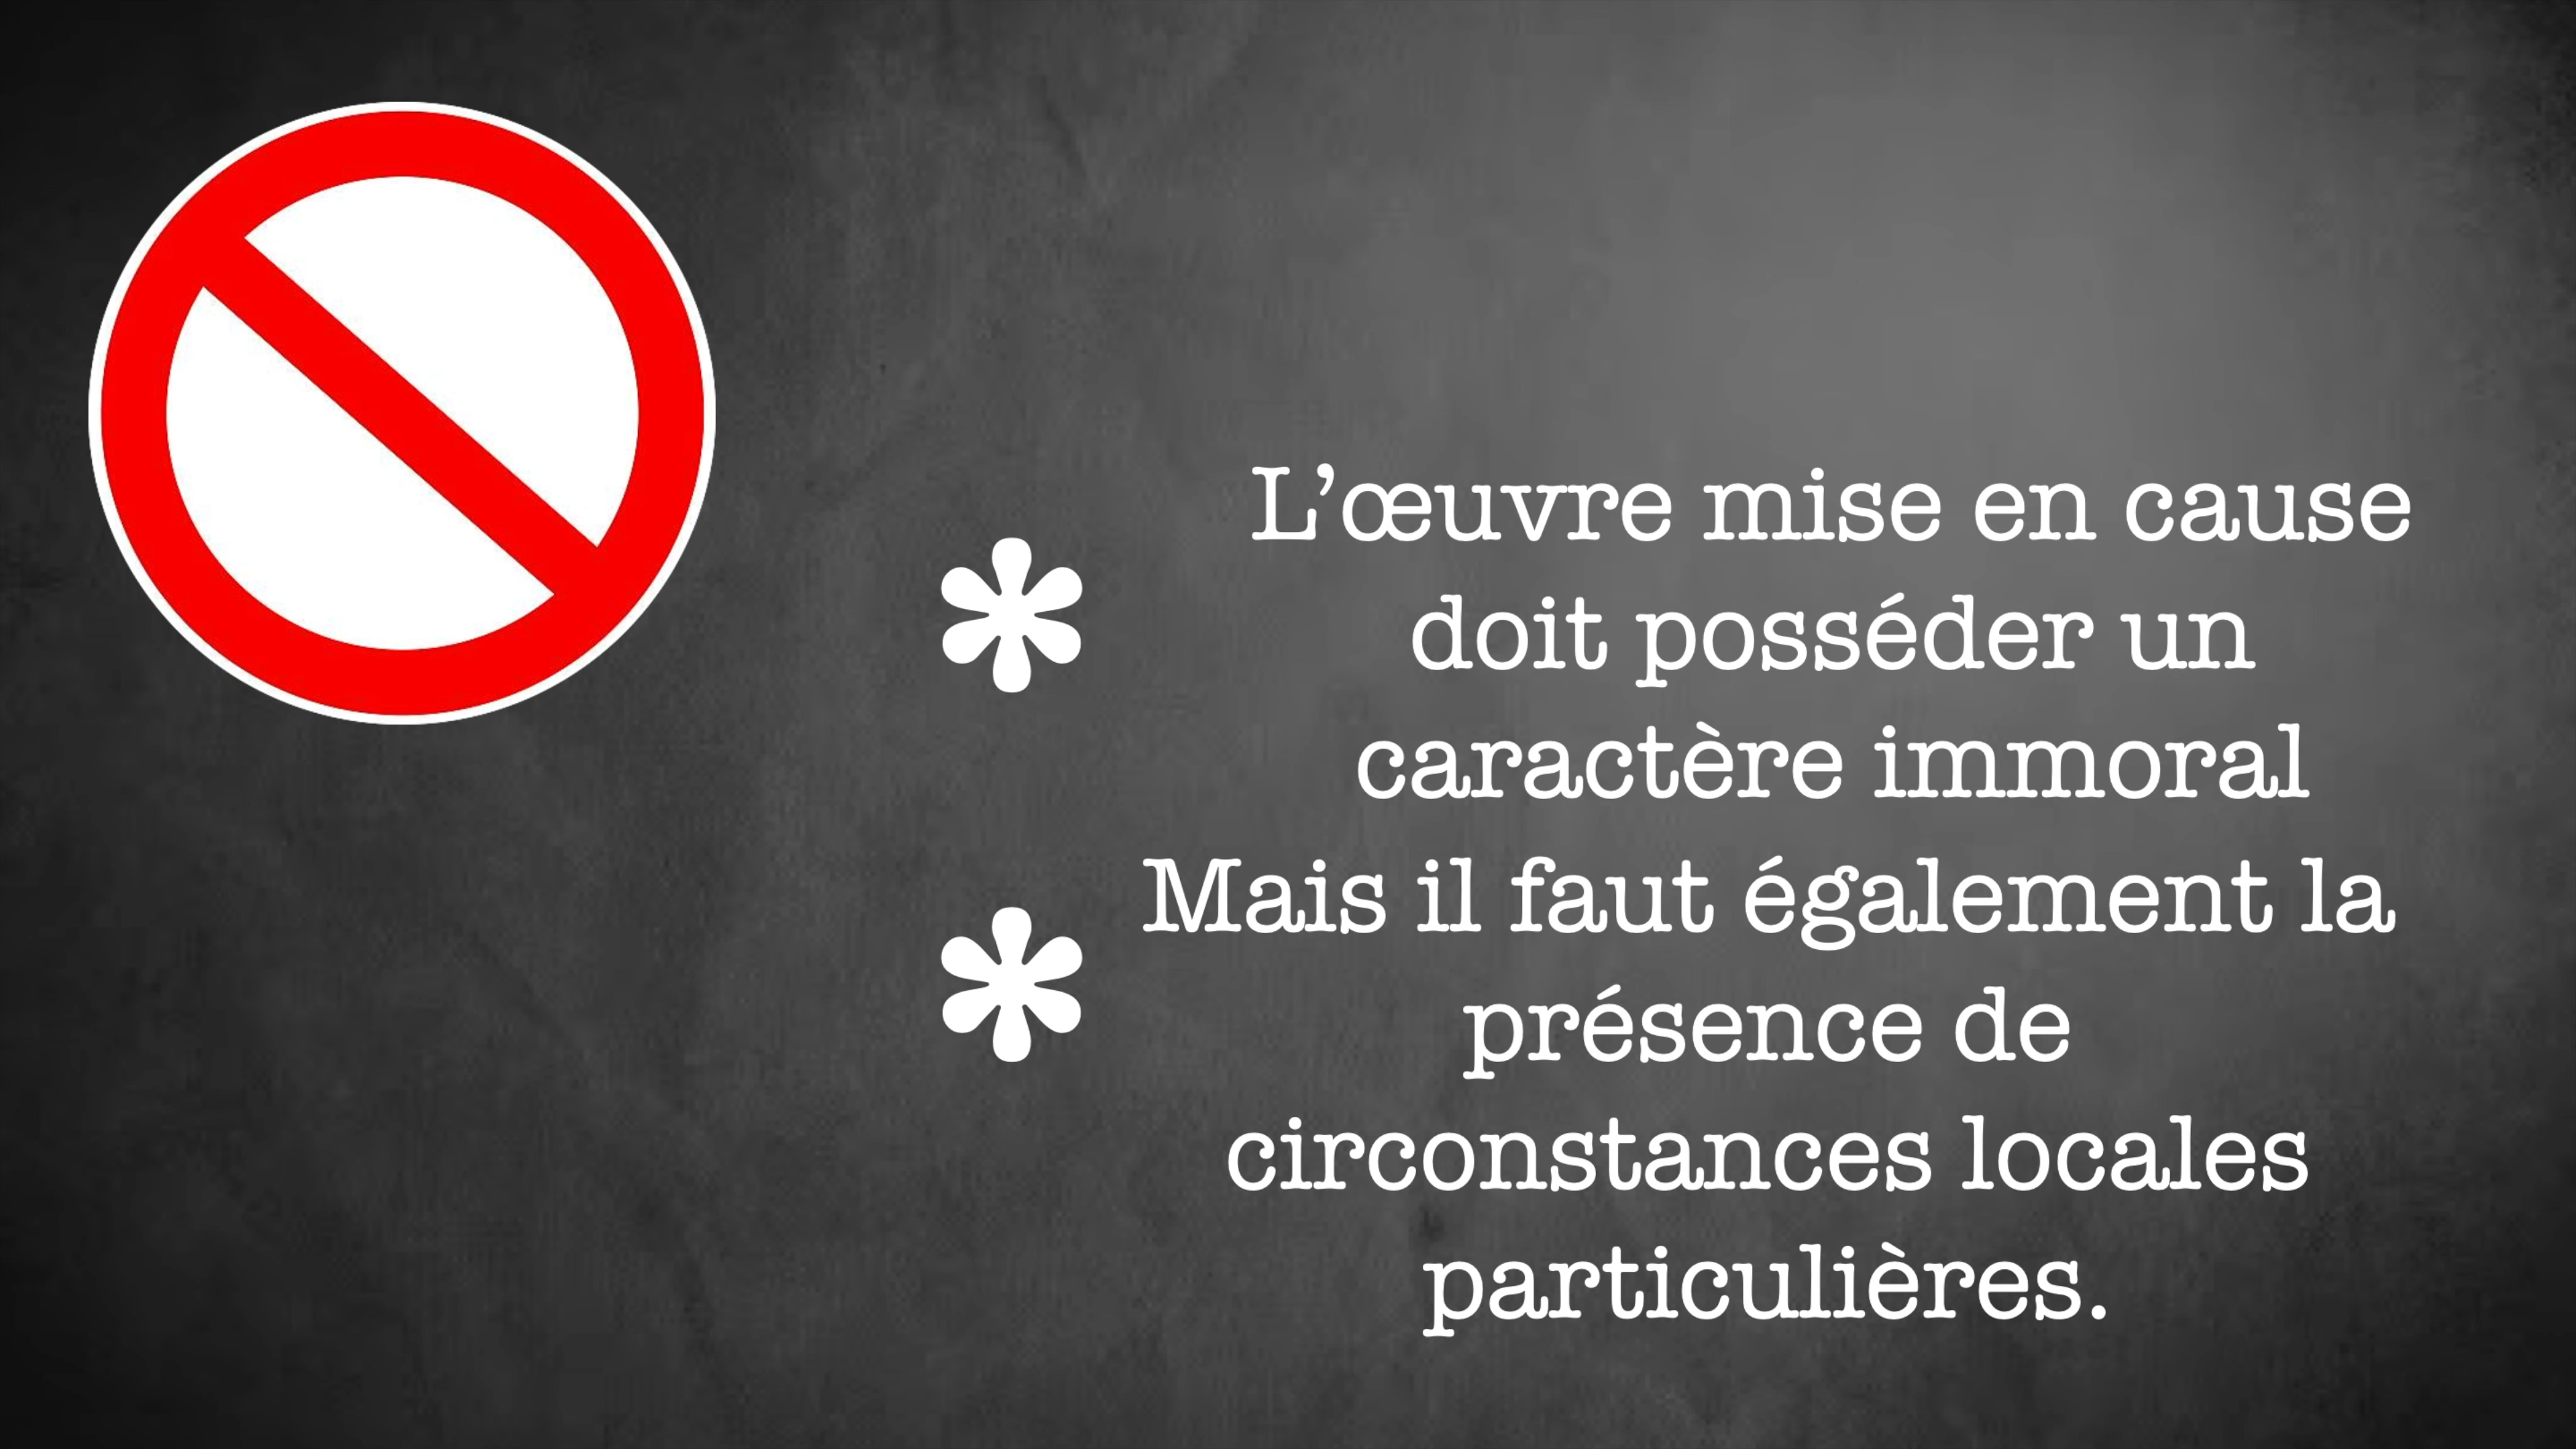 * L’œuvre mise en cause
doit posséder un
caractère immoral
* Mais il faut également la
présence de
circonstances locales
particulières.